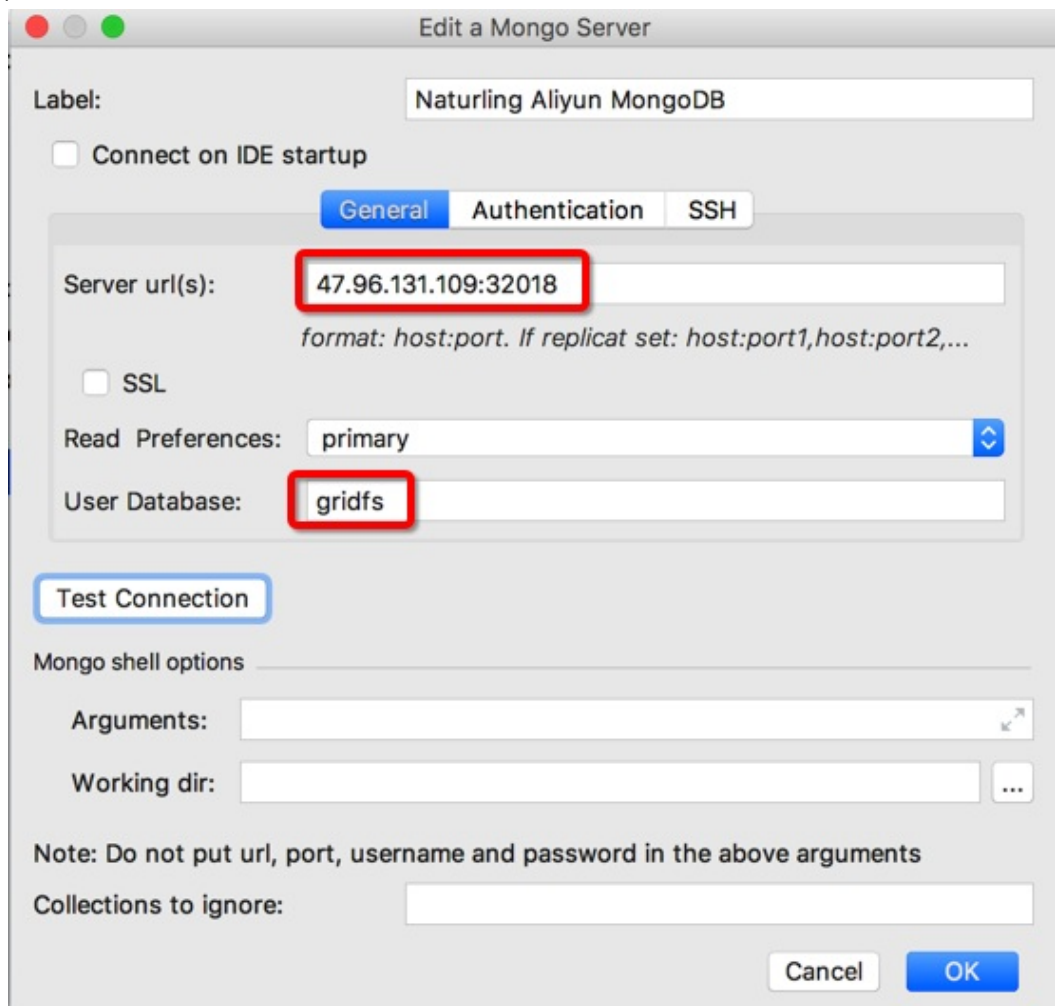 Edit a Mongo Server
Label: Naturling Aliyun MongoDB
Connect on IDE startup
General Authentication SSH
Server url(s): 47.96.131.109:32018
format: host:port. If replicat set: host:port1,host:port2,...
SSL
Read Preferences: primary
User Database: gridfs
Test Connection
Mongo shell options
Arguments:
Working dir: ...
Note: Do not put url, port, username and password in the above arguments
Collections to ignore:
Cancel OK